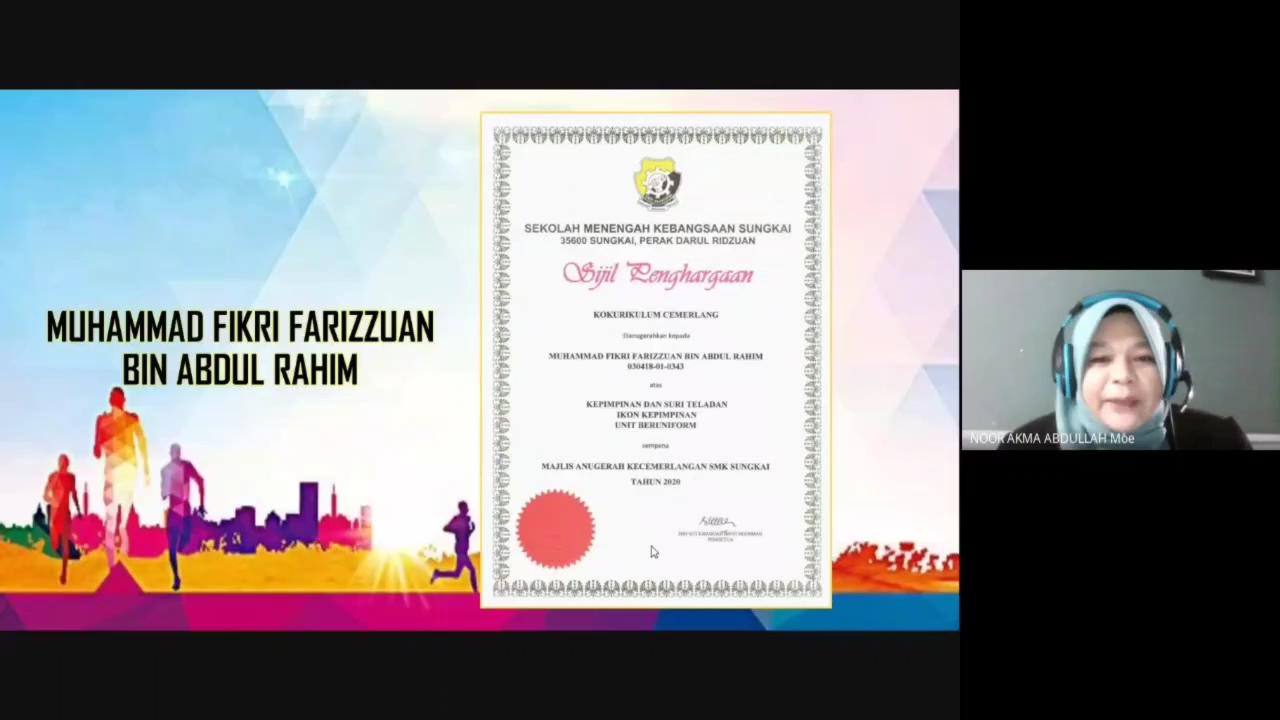 MUHAMMAD FIKRI FARIZZUAN
BIN ABDUL RAHIM
SEKOLAH MENENGAH KEBANGSAAN SUNGKAI
35600 SUNGKAI, PERAK DARUL RIDZUAN
Sijil Penghargaan
KOKURIKULUM CEMERLANG
Dianugerahkan kepada
MUHAMMAD FIKRI FARIZZUAN BIN ABDUL RAHIM
030418-01-0343
atas
KEPIMPINAN DAN SURI TELADAN
IKON KEPIMPINAN
UNIT BERUNIFORM
sempena
MAJLIS ANUGERAH KECEMERLANGAN SMK SUNGKAI
TAHUN 2020
PENGETUA
NOOR AKMA ABDULLAH Moe